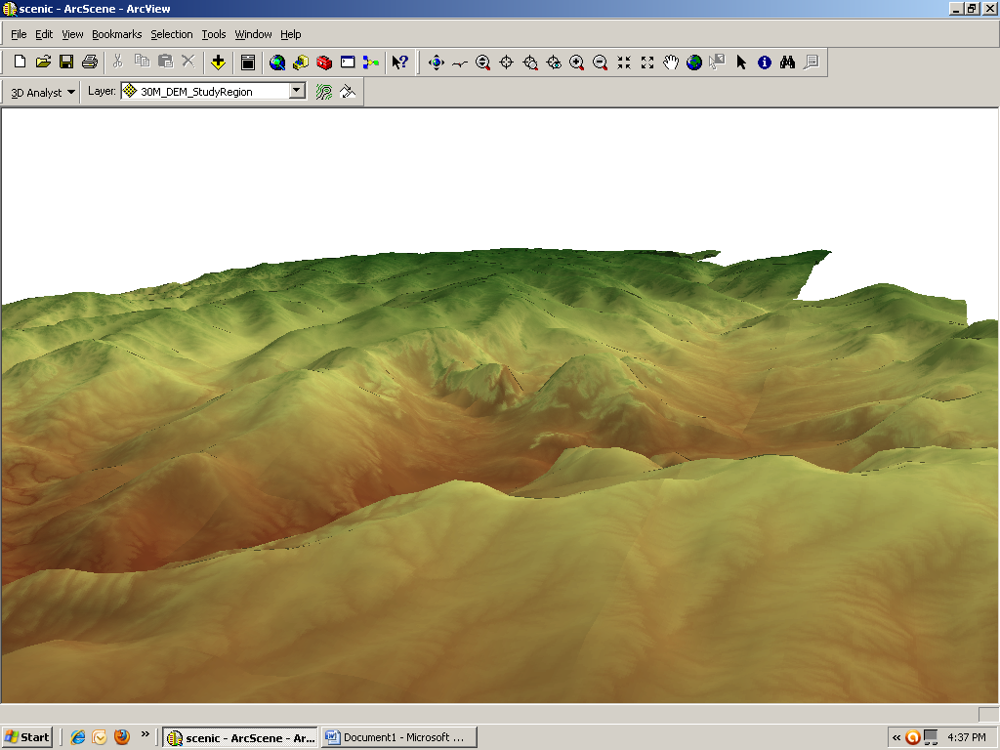 scenic - ArcScene - ArcView
File Edit View Bookmarks Selection Tools Window Help
3D Analyst Layer: 30M_DEM_StudyRegion
Start scenic - ArcScene - Ar... Document1 - Microsoft ... 4:37 PM